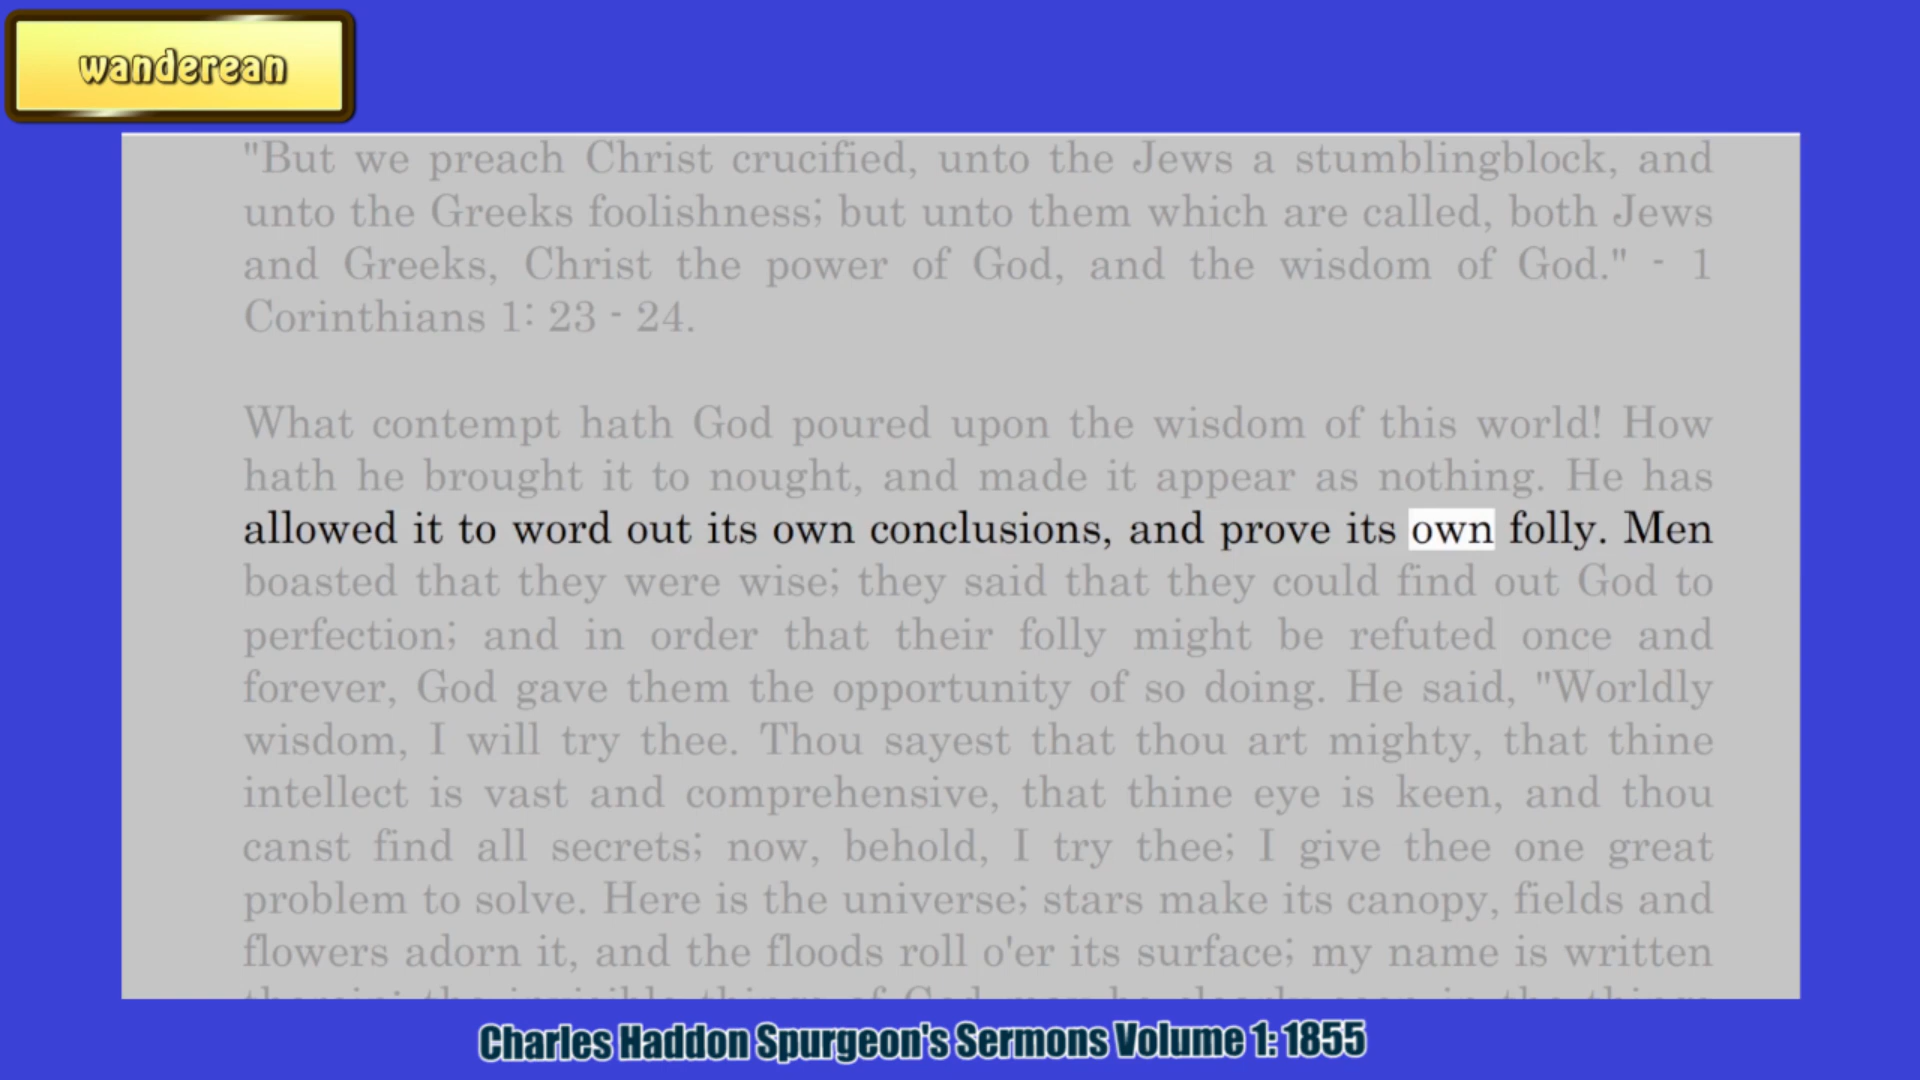 wanderean
"But we preach Christ crucified, unto the Jews a stumblingblock, and
unto the Greeks foolishness; but unto them which are called, both Jews
and Greeks, Christ the power of God, and the wisdom of God." - 1
Corinthians 1: 23 - 24.
What contempt hath God poured upon the wisdom of this world! How
hath he brought it to nought, and made it appear as nothing. He has
allowed it to word out its own conclusions, and prove its own folly. Men
boasted that they were wise; they said that they could find out God to
perfection; and in order that their folly might be refuted once and
forever, God gave them the opportunity of so doing. He said, "Worldly
wisdom, I will try thee. Thou sayest that thou art mighty, that thine
intellect is vast and comprehensive, that thine eye is keen, and thou
canst find all secrets; now, behold, I try thee; I give thee one great
problem to solve. Here is the universe; stars make its canopy, fields and
flowers adorn it, and the floods roll o'er its surface; my name is written
Charles Haddon Spurgeon's Sermons Volume 1: 1855